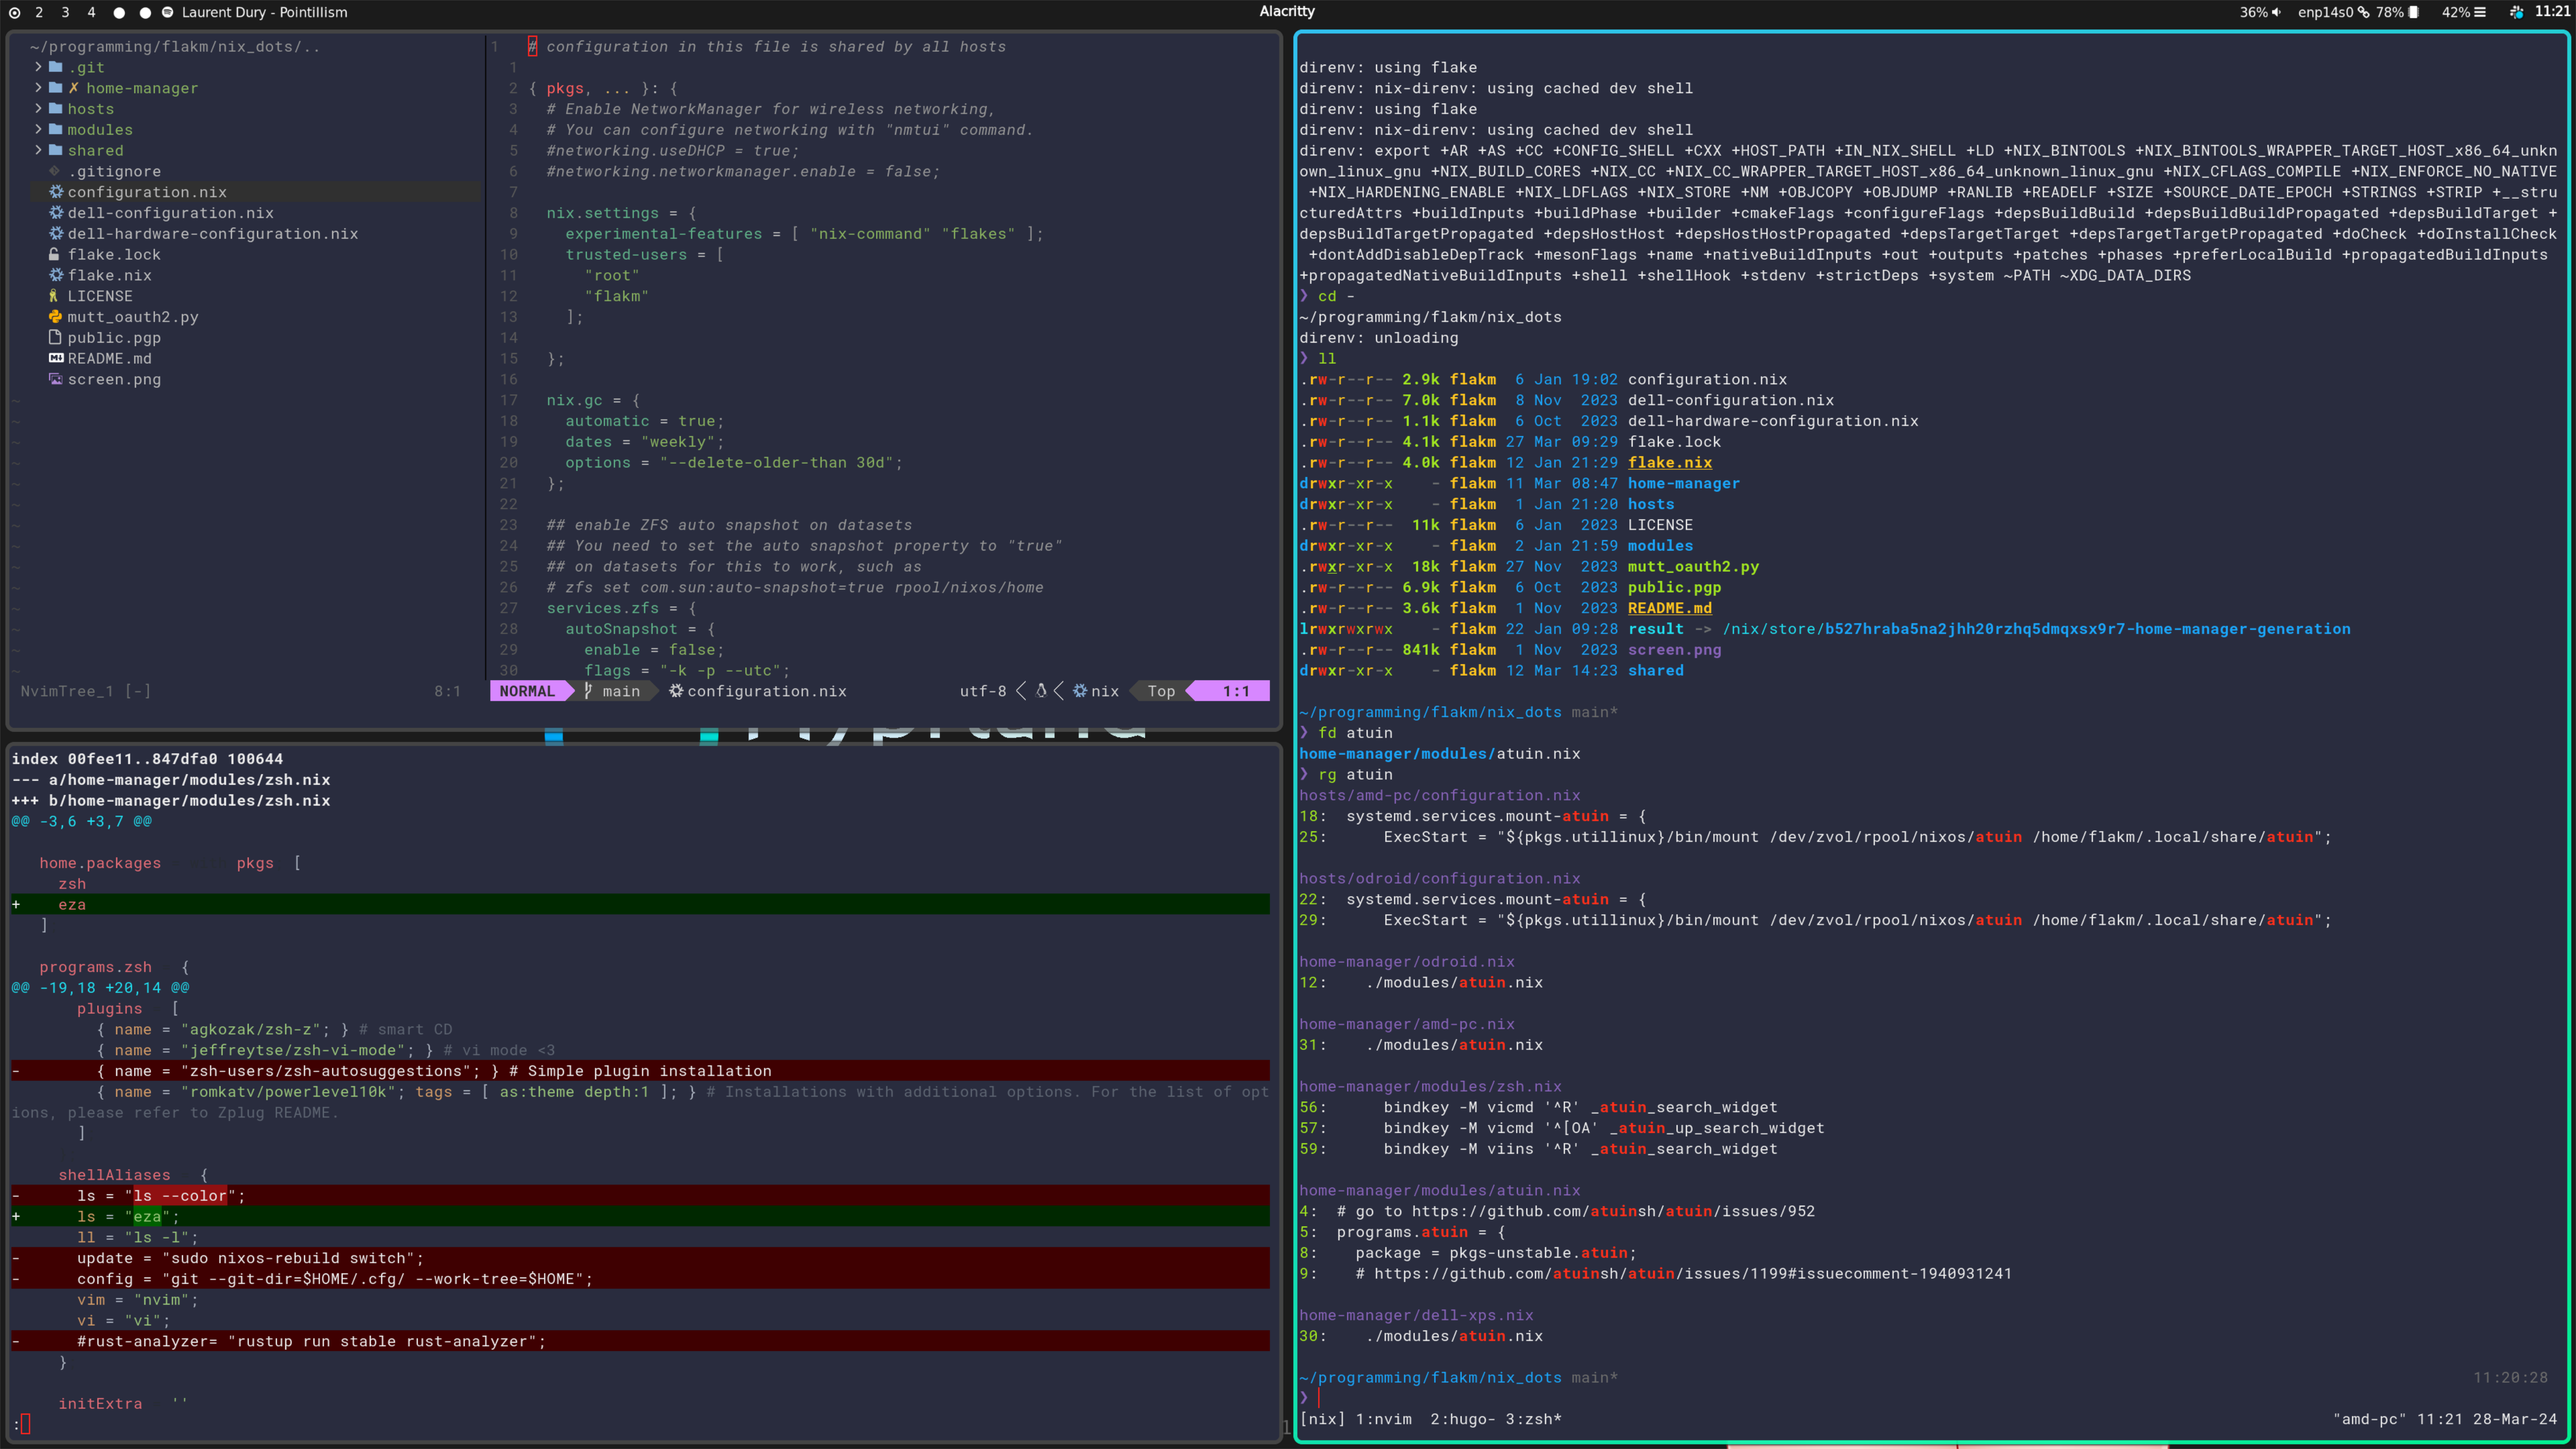 2 3 4 Laurent Dury - Pointillism
Alacritty
36% enp14s0 78% 42% 11:21
~/programming/flakm/nix_dots/..
.git
✗ home-manager
hosts
modules
shared
.gitignore
configuration.nix
dell-configuration.nix
dell-hardware-configuration.nix
flake.lock
flake.nix
LICENSE
mutt_oauth2.py
public.pgp
README.md
screen.png
NvimTree_1 [-] 8:1
1 # configuration in this file is shared by all hosts
1
2 { pkgs, ... }: {
3 # Enable NetworkManager for wireless networking,
4 # You can configure networking with "nmtui" command.
5 #networking.useDHCP = true;
6 #networking.networkmanager.enable = false;
7
8 nix.settings = {
9 experimental-features = [ "nix-command" "flakes" ];
10 trusted-users = [
11 "root"
12 "flakm"
13 ];
14
15 };
16
17 nix.gc = {
18 automatic = true;
19 dates = "weekly";
20 options = "--delete-older-than 30d";
21 };
22
23 ## enable ZFS auto snapshot on datasets
24 ## You need to set the auto snapshot property to "true"
25 ## on datasets for this to work, such as
26 # zfs set com.sun:auto-snapshot=true rpool/nixos/home
27 services.zfs = {
28 autoSnapshot = {
29 enable = false;
30 flags = "-k -p --utc";
NORMAL main configuration.nix utf-8 nix Top 1:1
index 00fee11..847dfa0 100644
--- a/home-manager/modules/zsh.nix
+++ b/home-manager/modules/zsh.nix
@@ -3,6 +3,7 @@
home.packages pkgs [
zsh
+ eza
]
programs.zsh {
@@ -19,18 +20,14 @@
plugins [
{ name = "agkozak/zsh-z"; } # smart CD
{ name = "jeffreytse/zsh-vi-mode"; } # vi mode <3
- { name = "zsh-users/zsh-autosuggestions"; } # Simple plugin installation
{ name = "romkatv/powerlevel10k"; tags = [ as:theme depth:1 ]; } # Installations with additional options. For the list of opt
ions, please refer to Zplug README.
]
shellAliases {
- ls = "ls --color";
+ ls = "eza";
ll = "ls -l";
- update = "sudo nixos-rebuild switch";
- config = "git --git-dir=$HOME/.cfg/ --work-tree=$HOME";
vim = "nvim";
vi = "vi";
- #rust-analyzer= "rustup run stable rust-analyzer";
}
initExtra ''
:
direnv: using flake
direnv: nix-direnv: using cached dev shell
direnv: using flake
direnv: nix-direnv: using cached dev shell
direnv: export +AR +AS +CC +CONFIG_SHELL +CXX +HOST_PATH +IN_NIX_SHELL +LD +NIX_BINTOOLS +NIX_BINTOOLS_WRAPPER_TARGET_HOST_x86_64_unkn
own_linux_gnu +NIX_BUILD_CORES +NIX_CC +NIX_CC_WRAPPER_TARGET_HOST_x86_64_unknown_linux_gnu +NIX_CFLAGS_COMPILE +NIX_ENFORCE_NO_NATIVE
+NIX_HARDENING_ENABLE +NIX_LDFLAGS +NIX_STORE +NM +OBJCOPY +OBJDUMP +RANLIB +READELF +SIZE +SOURCE_DATE_EPOCH +STRINGS +STRIP +__stru
cturedAttrs +buildInputs +buildPhase +builder +cmakeFlags +configureFlags +depsBuildBuild +depsBuildBuildPropagated +depsBuildTarget +
depsBuildTargetPropagated +depsHostHost +depsHostHostPropagated +depsTargetTarget +depsTargetTargetPropagated +doCheck +doInstallCheck
+dontAddDisableDepTrack +mesonFlags +name +nativeBuildInputs +out +outputs +patches +phases +preferLocalBuild +propagatedBuildInputs
+propagatedNativeBuildInputs +shell +shellHook +stdenv +strictDeps +system ~PATH ~XDG_DATA_DIRS
❯ cd -
~/programming/flakm/nix_dots
direnv: unloading
❯ ll
.rw-r--r-- 2.9k flakm 6 Jan 19:02 configuration.nix
.rw-r--r-- 7.0k flakm 8 Nov 2023 dell-configuration.nix
.rw-r--r-- 1.1k flakm 6 Oct 2023 dell-hardware-configuration.nix
.rw-r--r-- 4.1k flakm 27 Mar 09:29 flake.lock
.rw-r--r-- 4.0k flakm 12 Jan 21:29 flake.nix
drwxr-xr-x - flakm 11 Mar 08:47 home-manager
drwxr-xr-x - flakm 1 Jan 21:20 hosts
.rw-r--r-- 11k flakm 6 Jan 2023 LICENSE
drwxr-xr-x - flakm 2 Jan 21:59 modules
.rwxr-xr-x 18k flakm 27 Nov 2023 mutt_oauth2.py
.rw-r--r-- 6.9k flakm 6 Oct 2023 public.pgp
.rw-r--r-- 3.6k flakm 1 Nov 2023 README.md
lrwxrwxrwx - flakm 22 Jan 09:28 result -> /nix/store/b527hraba5na2jhh20rzhq5dmqxsx9r7-home-manager-generation
.rw-r--r-- 841k flakm 1 Nov 2023 screen.png
drwxr-xr-x - flakm 12 Mar 14:23 shared
~/programming/flakm/nix_dots main*
❯ fd atuin
home-manager/modules/atuin.nix
❯ rg atuin
hosts/amd-pc/configuration.nix
18: systemd.services.mount-atuin = {
25: ExecStart = "${pkgs.utillinux}/bin/mount /dev/zvol/rpool/nixos/atuin /home/flakm/.local/share/atuin";
hosts/odroid/configuration.nix
22: systemd.services.mount-atuin = {
29: ExecStart = "${pkgs.utillinux}/bin/mount /dev/zvol/rpool/nixos/atuin /home/flakm/.local/share/atuin";
home-manager/odroid.nix
12: ./modules/atuin.nix
home-manager/amd-pc.nix
31: ./modules/atuin.nix
home-manager/modules/zsh.nix
56: bindkey -M vicmd '^R' _atuin_search_widget
57: bindkey -M vicmd '^[OA' _atuin_up_search_widget
59: bindkey -M viins '^R' _atuin_search_widget
home-manager/modules/atuin.nix
4: # go to https://github.com/atuinsh/atuin/issues/952
5: programs.atuin = {
8: package = pkgs-unstable.atuin;
9: # https://github.com/atuinsh/atuin/issues/1199#issuecomment-1940931241
home-manager/dell-xps.nix
30: ./modules/atuin.nix
~/programming/flakm/nix_dots main* 11:20:28
❯
[nix] 1:nvim 2:hugo- 3:zsh* "amd-pc" 11:21 28-Mar-24